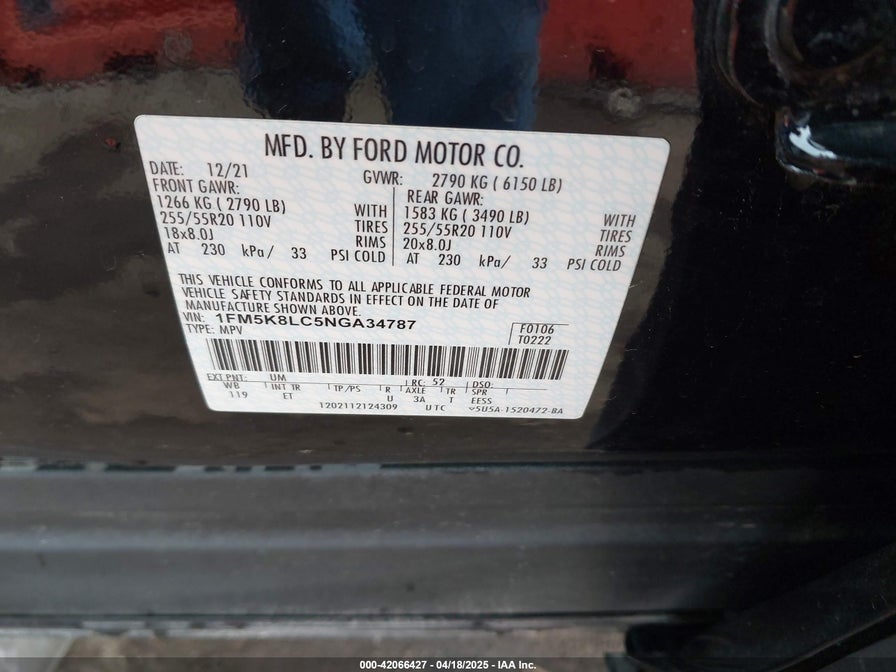 MFD. BY FORD MOTOR CO.
DATE: 12/21
GVWR: 2790 KG ( 6150 LB)
FRONT GAWR:
1266 KG ( 2790 LB) WITH
255/55R20 110V TIRES
18x8.0J RIMS
AT 230 kPa/ 33 PSI COLD
REAR GAWR:
1583 KG ( 3490 LB) WITH
255/55R20 110V TIRES
20x8.0J RIMS
AT 230 kPa/ 33 PSI COLD
THIS VEHICLE CONFORMS TO ALL APPLICABLE FEDERAL MOTOR
VEHICLE SAFETY STANDARDS IN EFFECT ON THE DATE OF
MANUFACTURE SHOWN ABOVE.
VIN: 1FM5K8LC5NGA34787
TYPE: MPV
F0106
T0222
EXT PNT: UM RC: 52 DSO:
WB INT TR TP/PS R AXLE TR SPR
119 ET U 3A T EESS
1202112124309 UTC 5U5A-1520472-BA
000-42066427 - 04/18/2025 - IAA Inc.